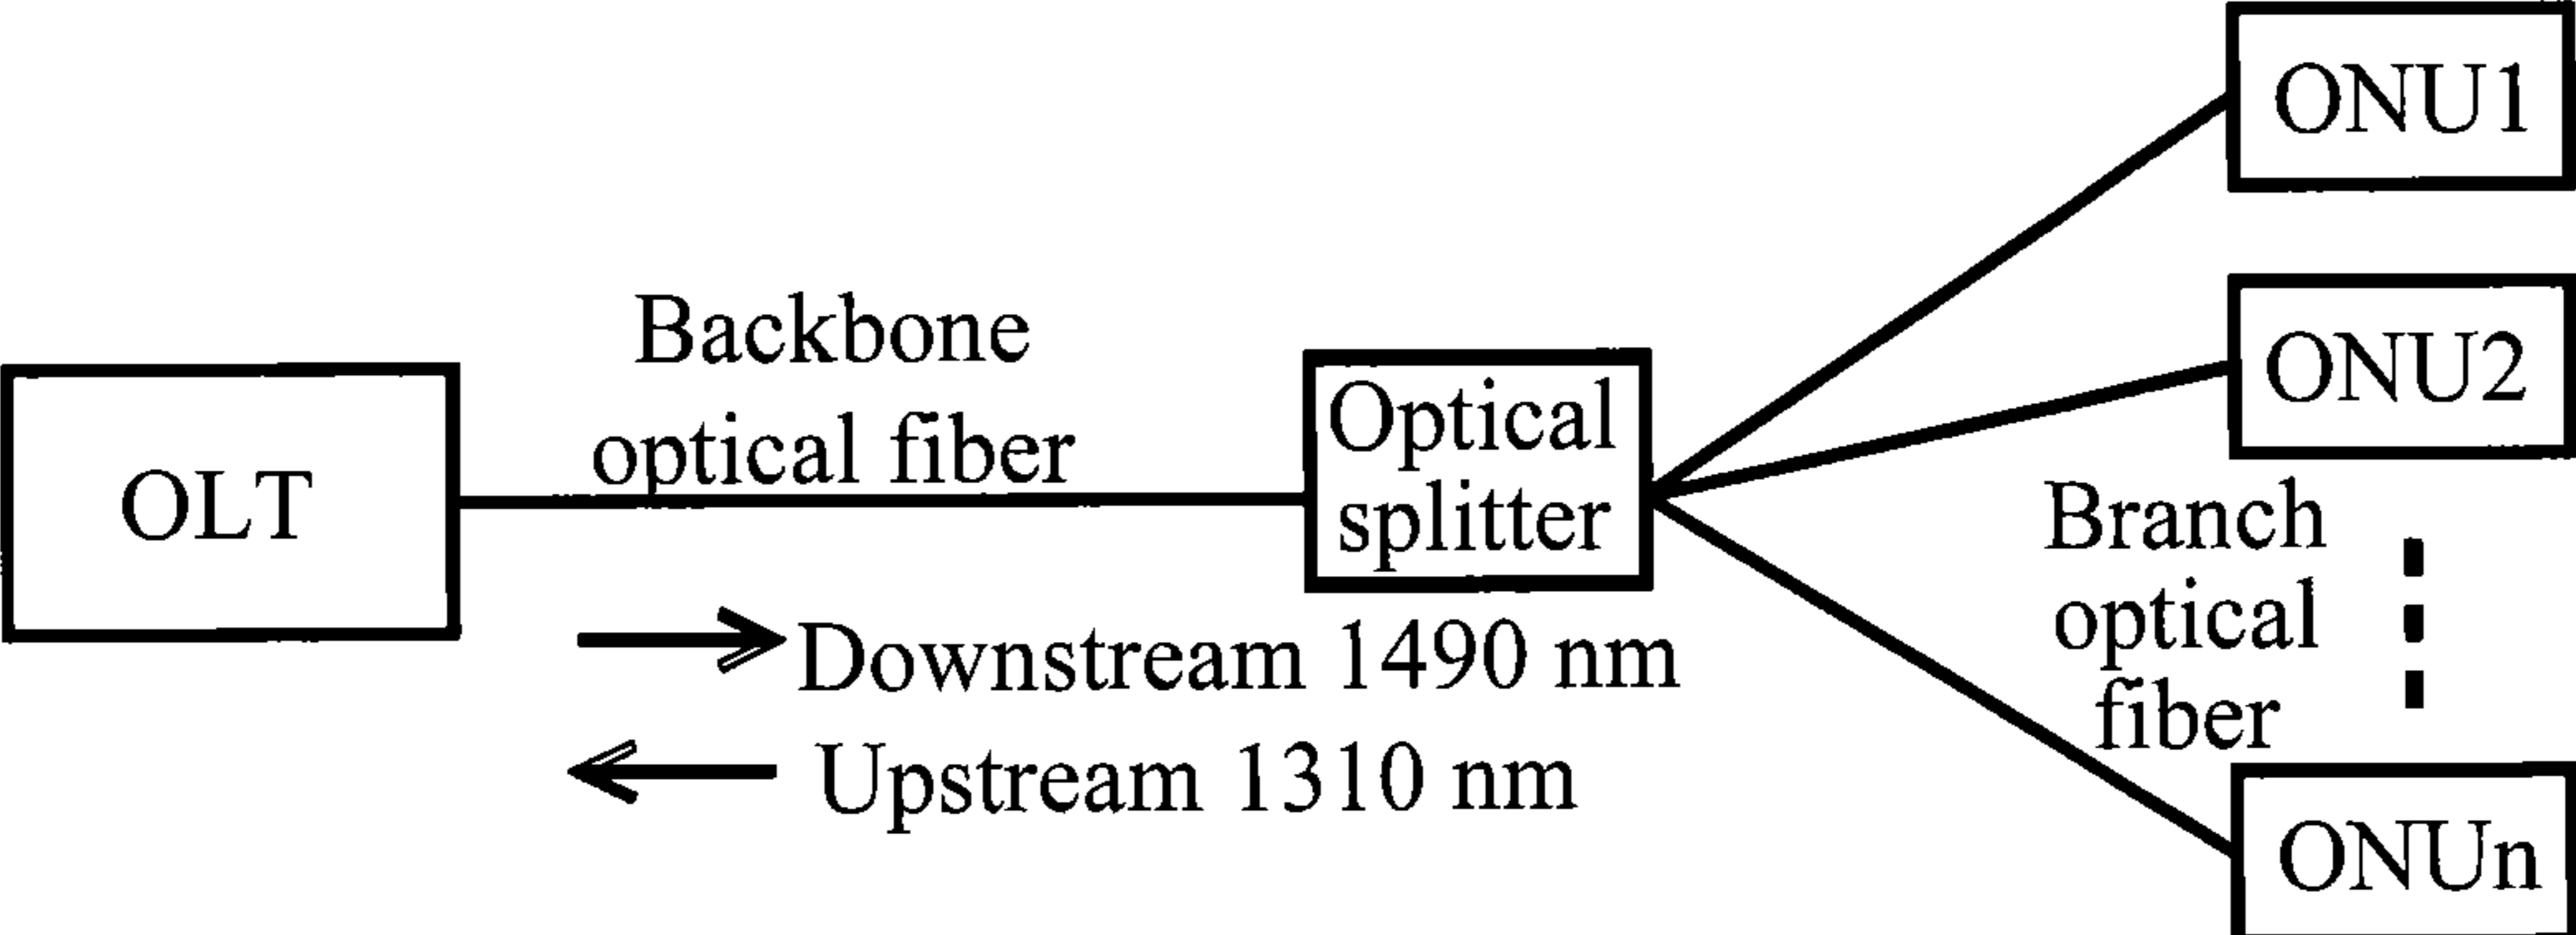 ONU1
Backbone
optical fiber
OLT
Optical
splitter
ONU2
Branch
optical
fiber
Downstream 1490 nm
Upstream 1310 nm
ONUn